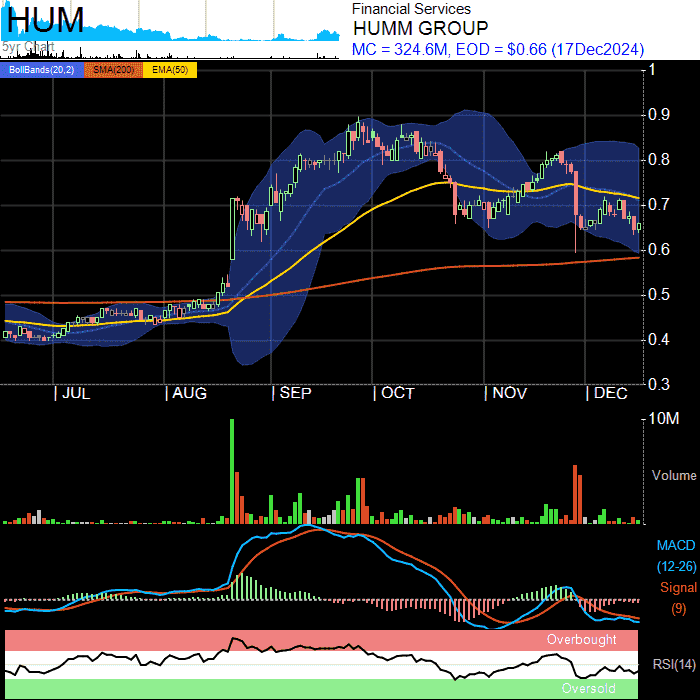 HUM
5yr Chart
Financial Services
HUMM GROUP
MC = 324.6M, EOD = $0.66 (17Dec2024)
BollBands(20,2) SMA(200) EMA(50)
1
0.9
0.8
0.7
0.6
0.5
0.4
0.3
| JUL | AUG | SEP | OCT | NOV | DEC
10M
Volume
MACD
(12-26)
Signal
(9)
Overbought
RSI(14)
Oversold